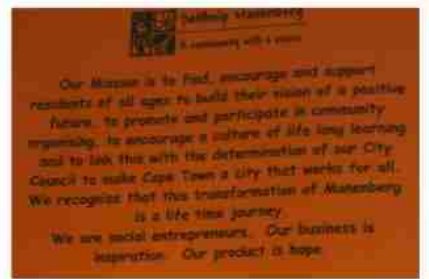 Manenberg
A community with a vision
Our Mission is to find, encourage and support
residents of all ages to build their vision of a positive
future, to promote and participate in community
organising, to encourage a culture of life long learning
and to link this with the determination of our City
Council to make Cape Town a city that works for all.
We recognise that this transformation of Manenberg
is a life time journey.
We are social entrepreneurs. Our business is
inspiration. Our product is hope.